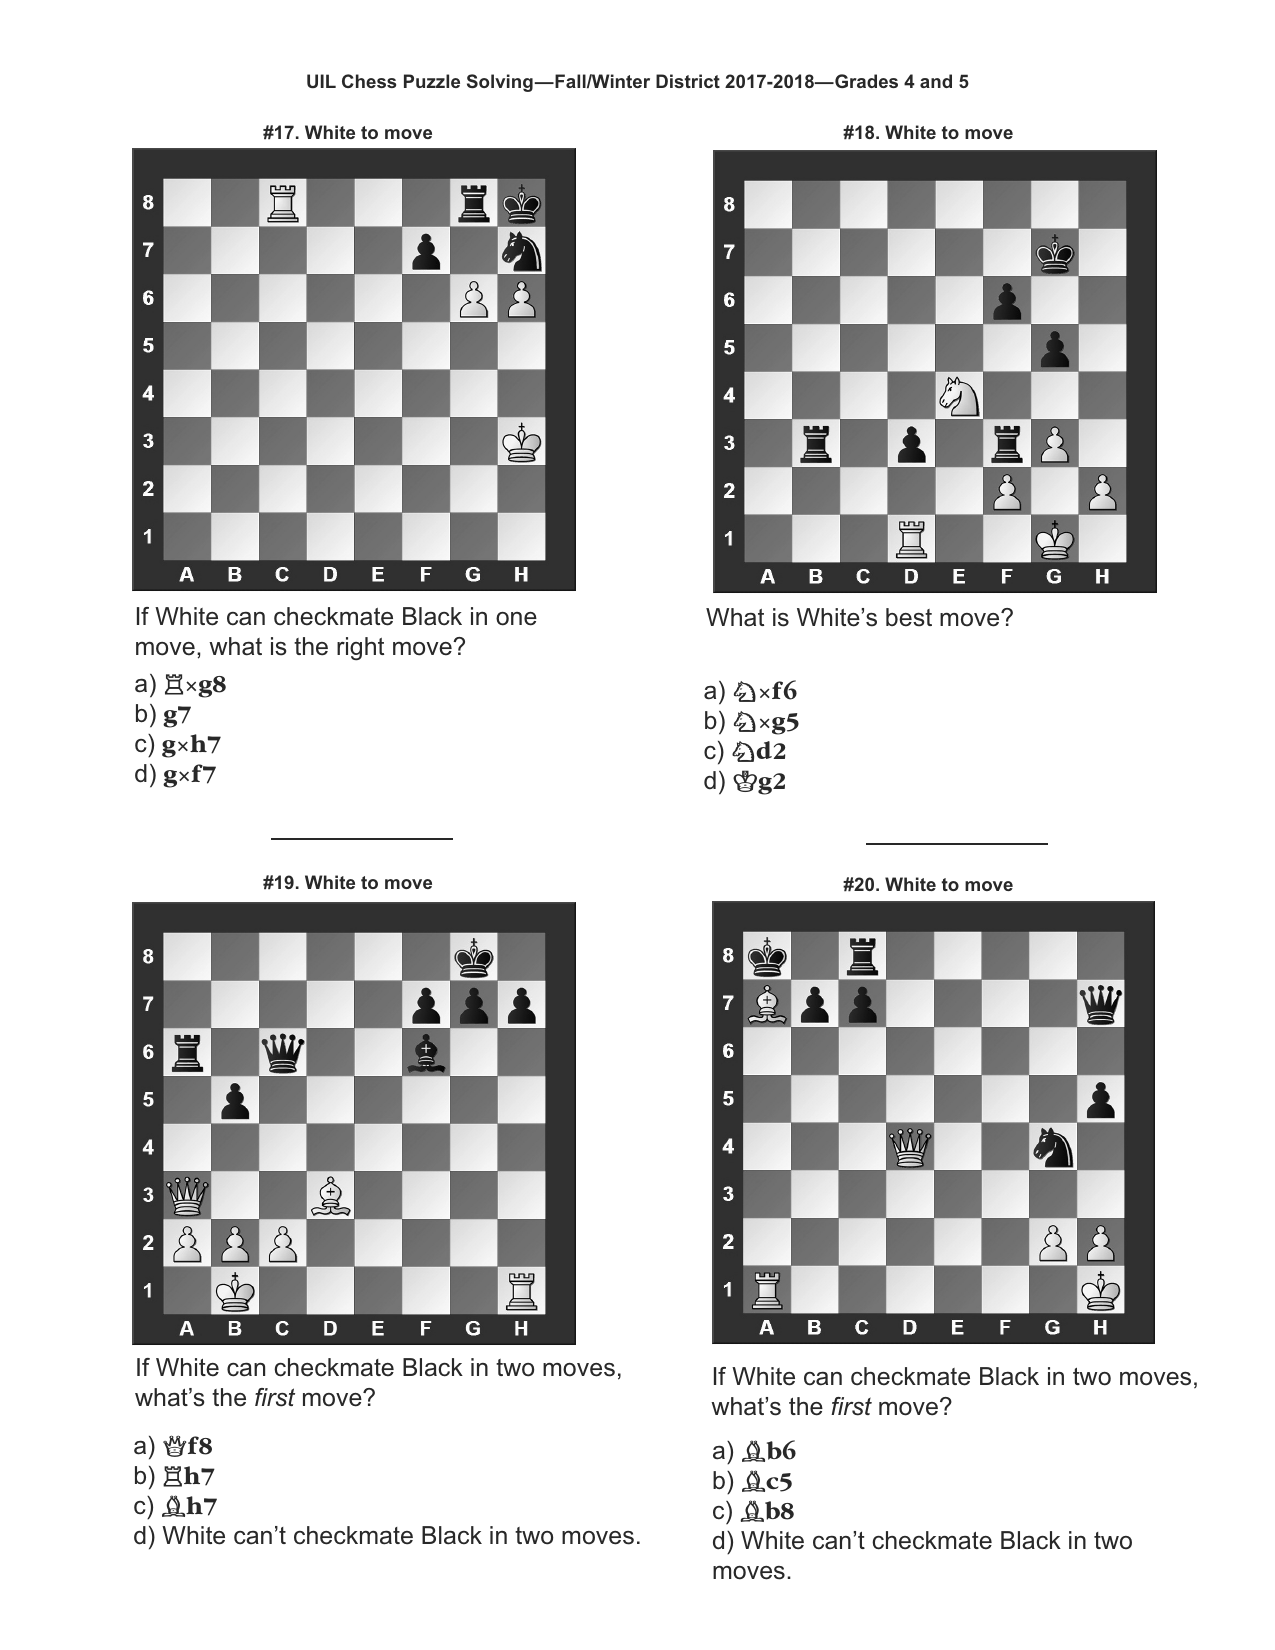 UIL Chess Puzzle Solving—Fall/Winter District 2017-2018—Grades 4 and 5
#17. White to move
8
7
6
5
4
3
2
1
A B C D E F G H
If White can checkmate Black in one
move, what is the right move?
a) ♖×g8
b) g7
c) g×h7
d) g×f7
#18. White to move
8
7
6
5
4
3
2
1
A B C D E F G H
What is White's best move?
a) ♘×f6
b) ♘×g5
c) ♘d2
d) ♔g2
#19. White to move
8
7
6
5
4
3
2
1
A B C D E F G H
If White can checkmate Black in two moves,
what's the first move?
a) ♕f8
b) ♖h7
c) ♗h7
d) White can't checkmate Black in two moves.
#20. White to move
8
7
6
5
4
3
2
1
A B C D E F G H
If White can checkmate Black in two moves,
what's the first move?
a) ♗b6
b) ♗c5
c) ♗b8
d) White can't checkmate Black in two
moves.